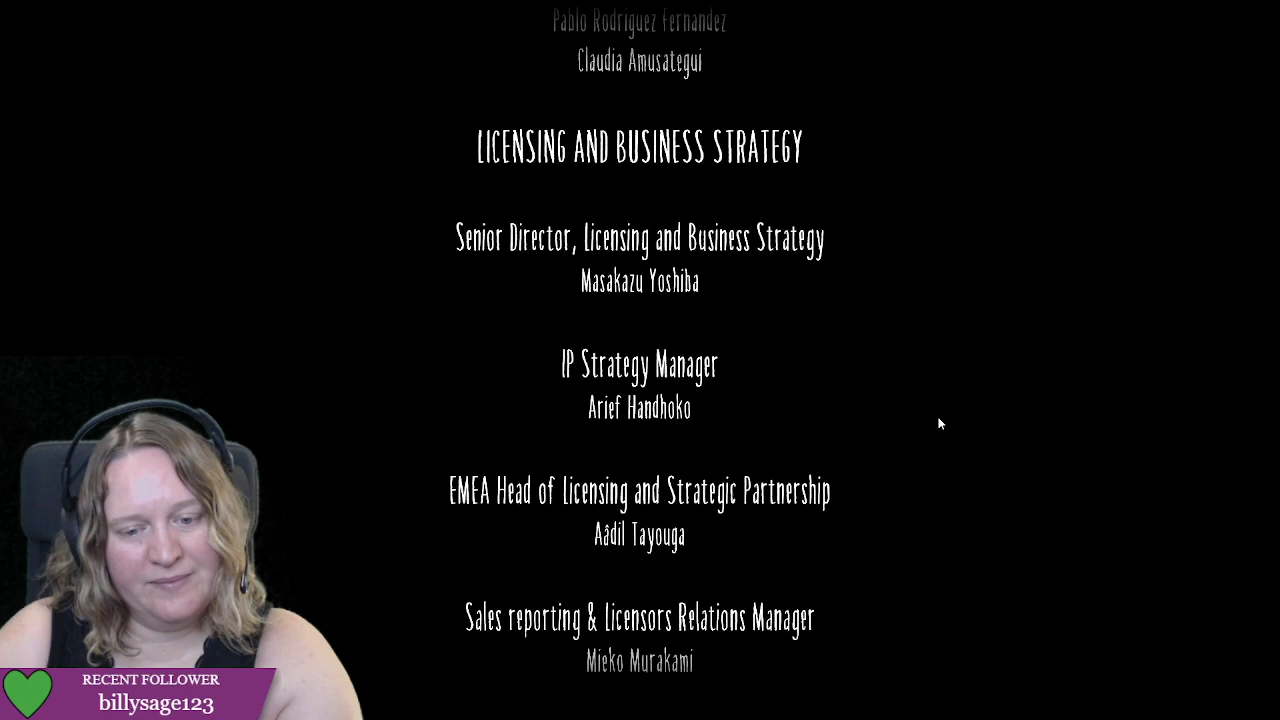 Pablo Rodriguez Fernandez
Claudia Amusategui
LICENSING AND BUSINESS STRATEGY
Senior Director, Licensing and Business Strategy
Masakazu Yoshiba
IP Strategy Manager
Arief Handhoko
EMEA Head of Licensing and Strategic Partnership
Aâdil Tayouga
Sales reporting & Licensors Relations Manager
Mieko Murakami
RECENT FOLLOWER
billysage123